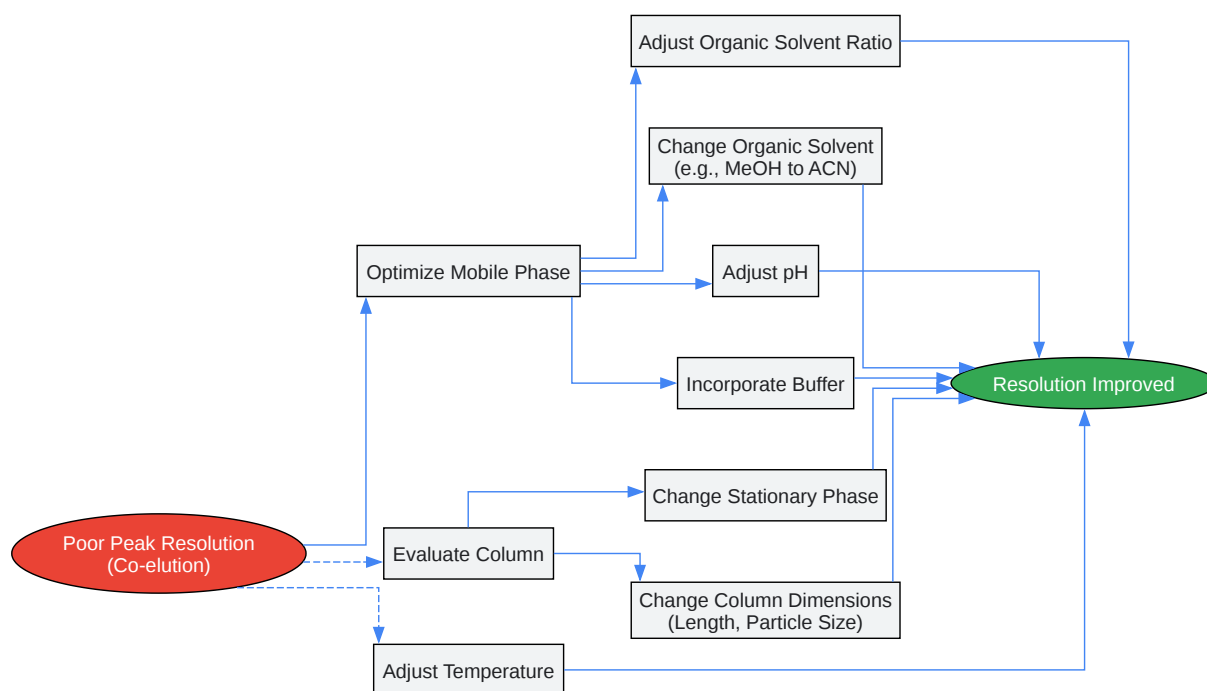 Adjust Organic Solvent Ratio
Change Organic Solvent
(e.g., MeOH to ACN)
Optimize Mobile Phase
Adjust pH
Incorporate Buffer
Resolution Improved
Change Stationary Phase
Poor Peak Resolution
(Co-elution)
Evaluate Column
Change Column Dimensions
(Length, Particle Size)
Adjust Temperature